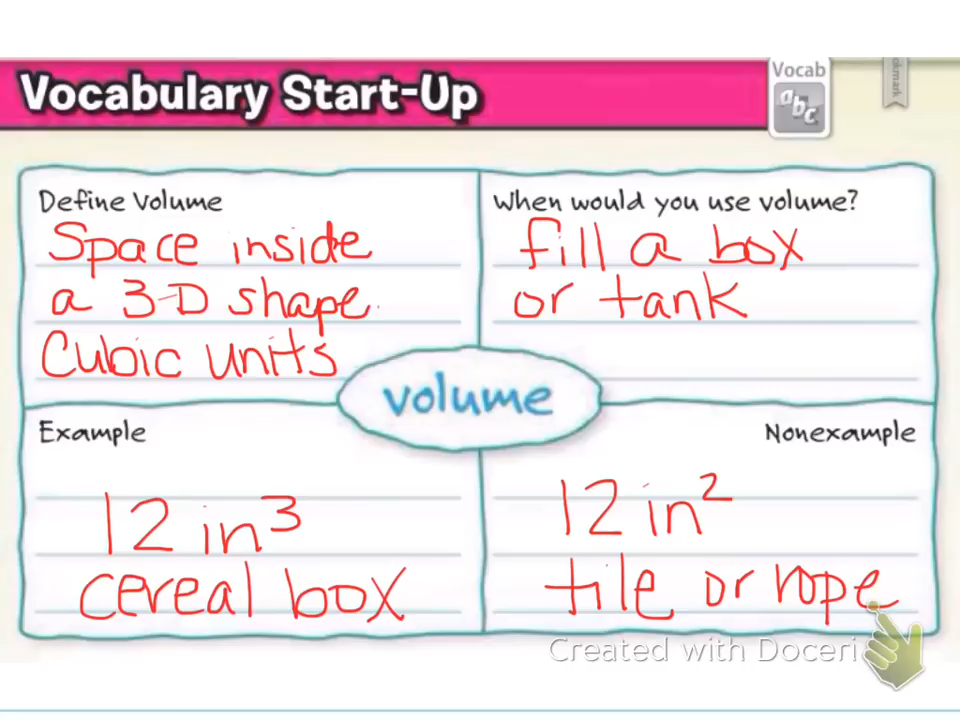 Vocabulary Start-Up
Vocab
abc
Define Volume
Space inside
a 3-D shape
Cubic units
When would you use volume?
fill a box
or tank
volume
Example
12 in³
cereal box
Nonexample
12 in²
tile or rope
Created with Doceri